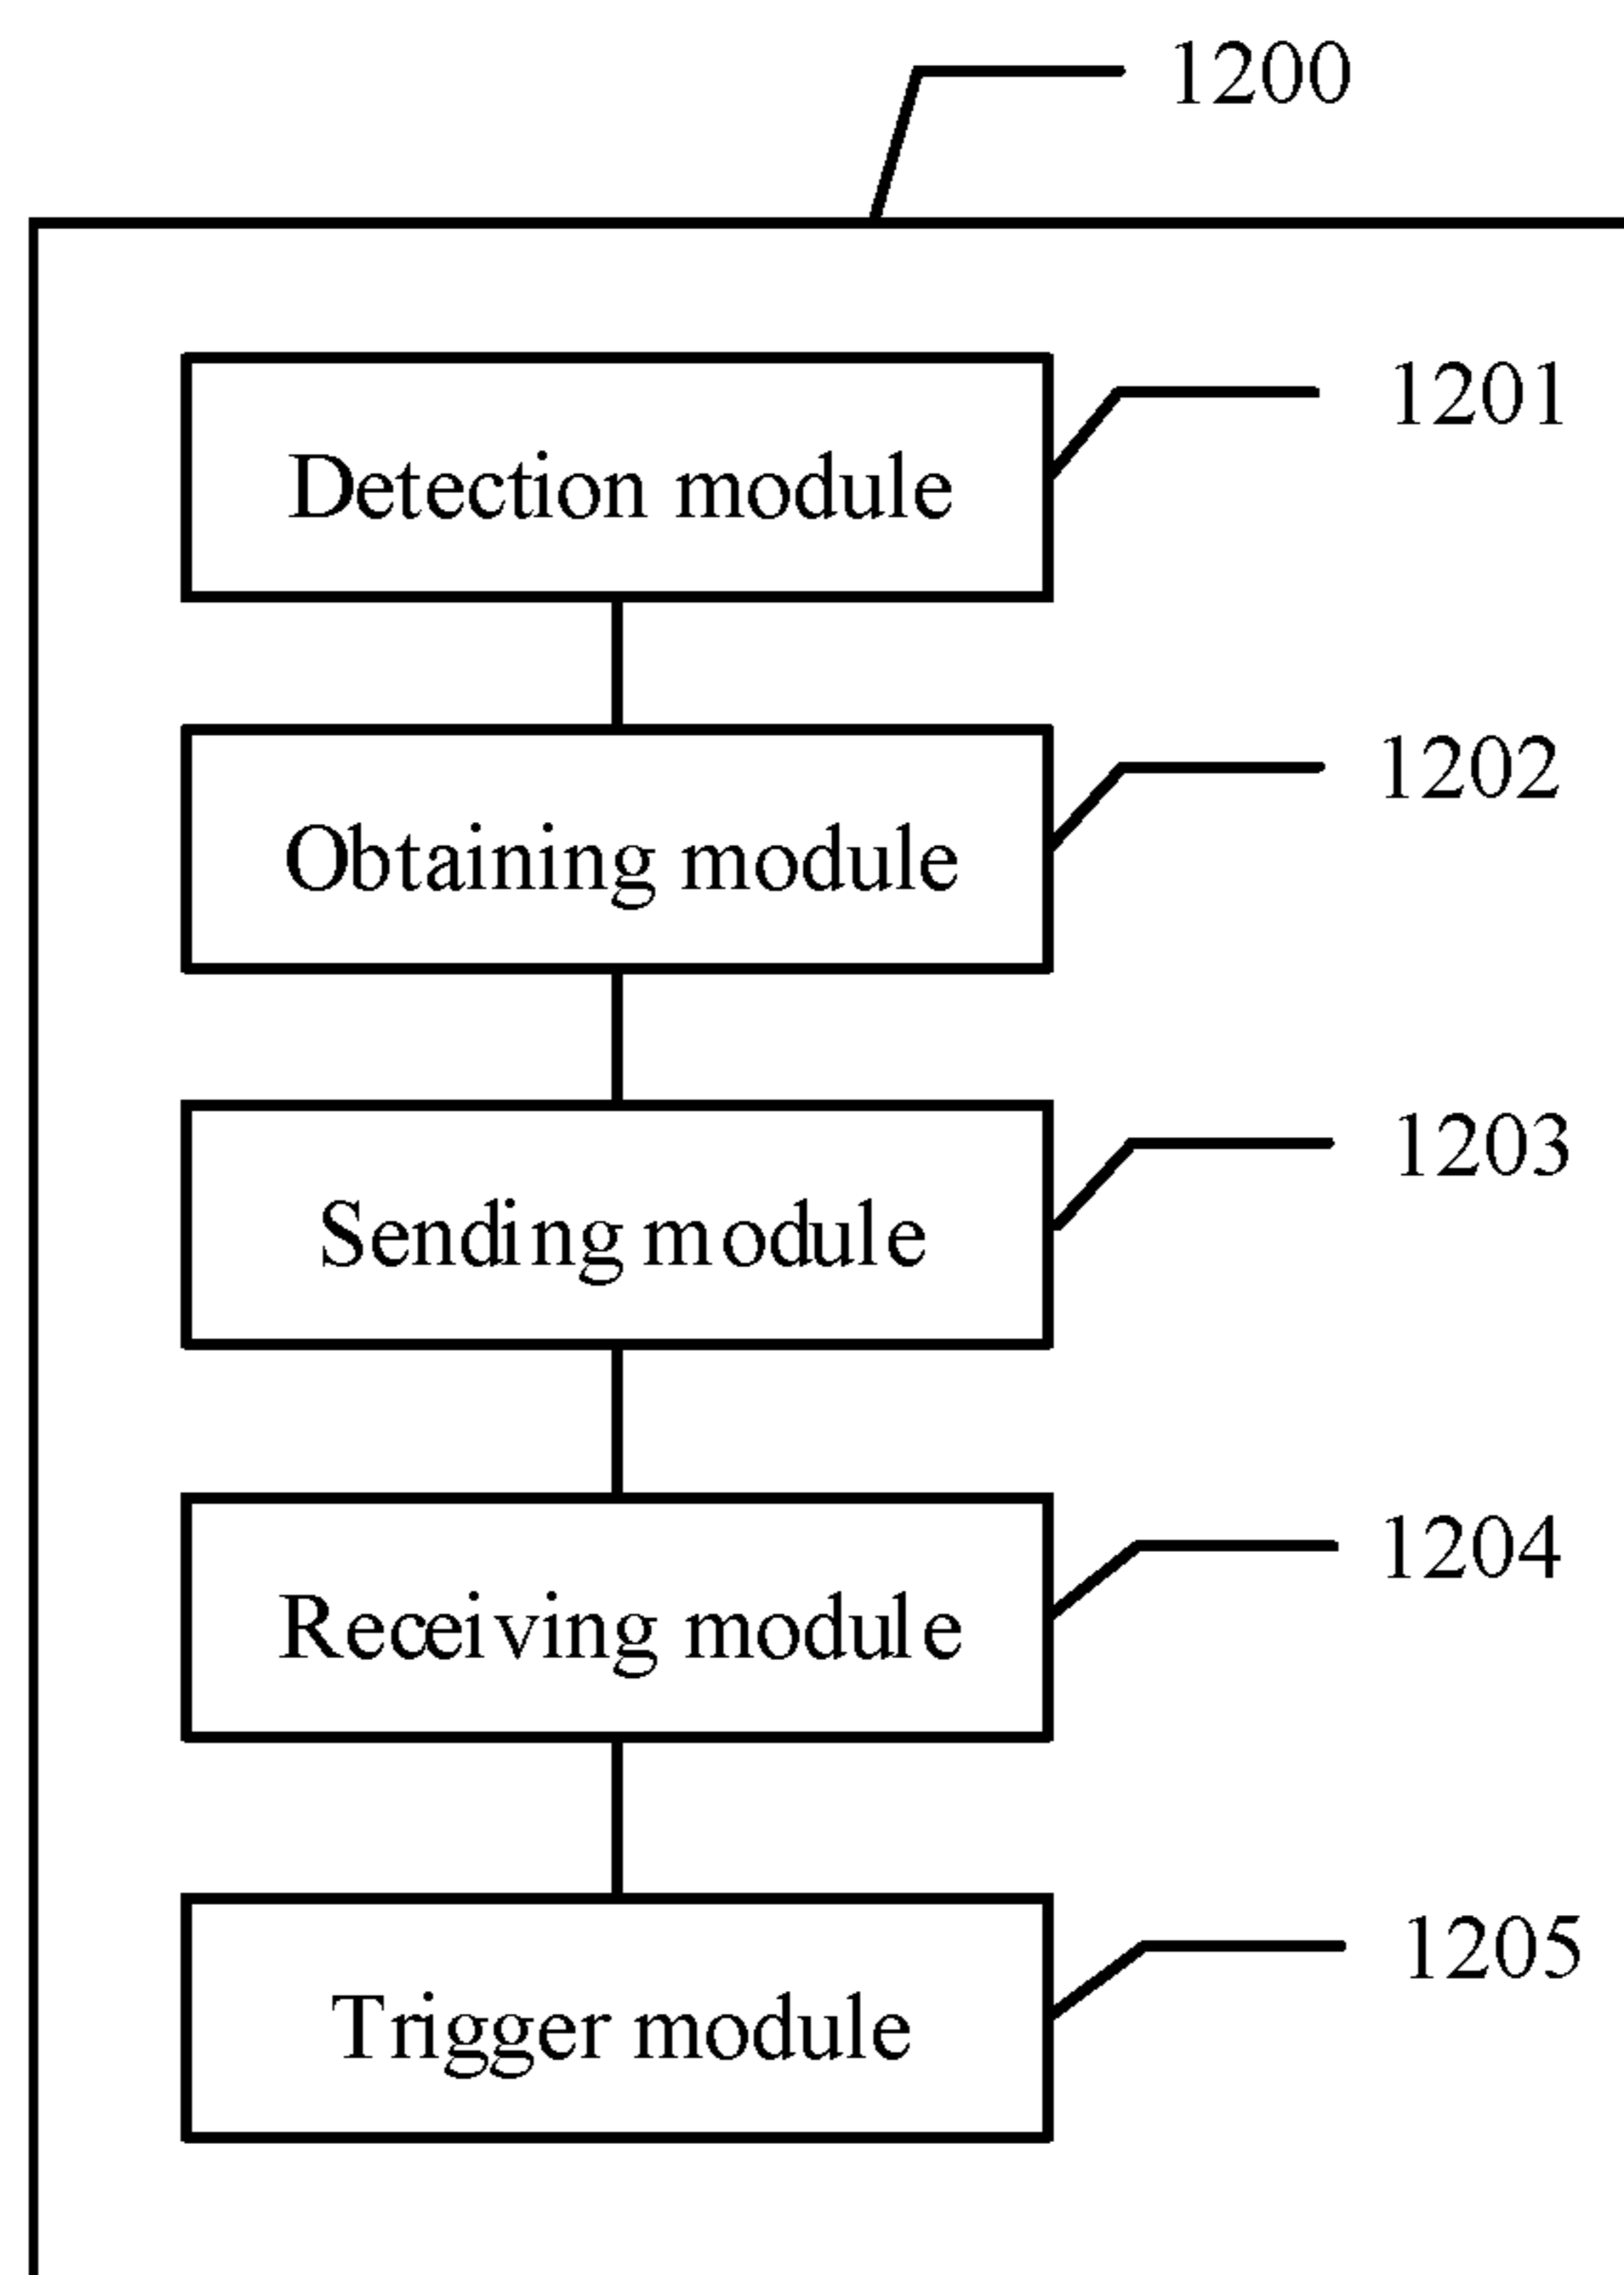 1200
1201
Detection module
1202
Obtaining module
1203
Sending module
1204
Receiving module
1205
Trigger module